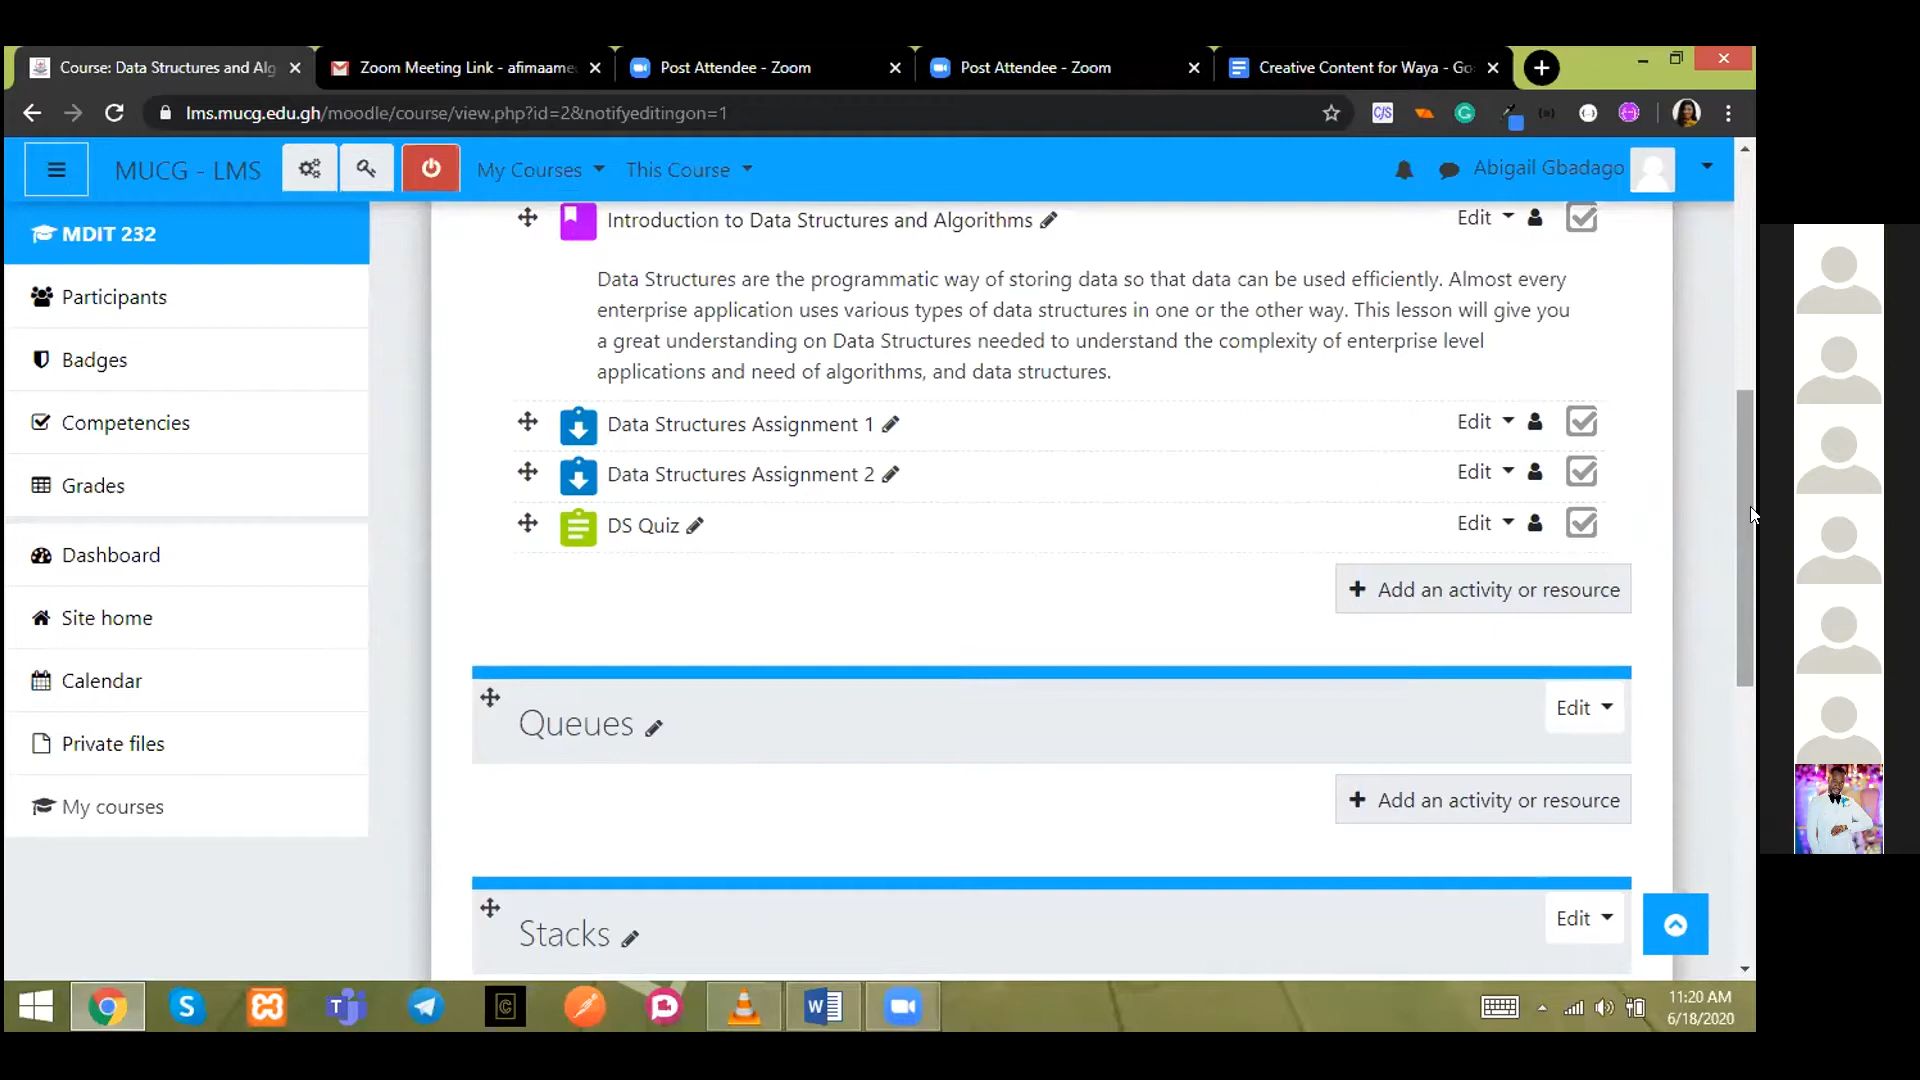 Course: Data Structures and Alg
Zoom Meeting Link - afimaame
Post Attendee - Zoom
Post Attendee - Zoom
Creative Content for Waya - Go
lms.mucg.edu.gh/moodle/course/view.php?id=2&notifyeditingon=1
MUCG - LMS
My Courses
This Course
Abigail Gbadago
MDIT 232
Participants
Badges
Competencies
Grades
Dashboard
Site home
Calendar
Private files
My courses
Introduction to Data Structures and Algorithms
Edit
Data Structures are the programmatic way of storing data so that data can be used efficiently. Almost every
enterprise application uses various types of data structures in one or the other way. This lesson will give you
a great understanding on Data Structures needed to understand the complexity of enterprise level
applications and need of algorithms, and data structures.
Data Structures Assignment 1
Edit
Data Structures Assignment 2
Edit
DS Quiz
Edit
Add an activity or resource
Queues
Edit
Add an activity or resource
Stacks
Edit
11:20 AM
6/18/2020